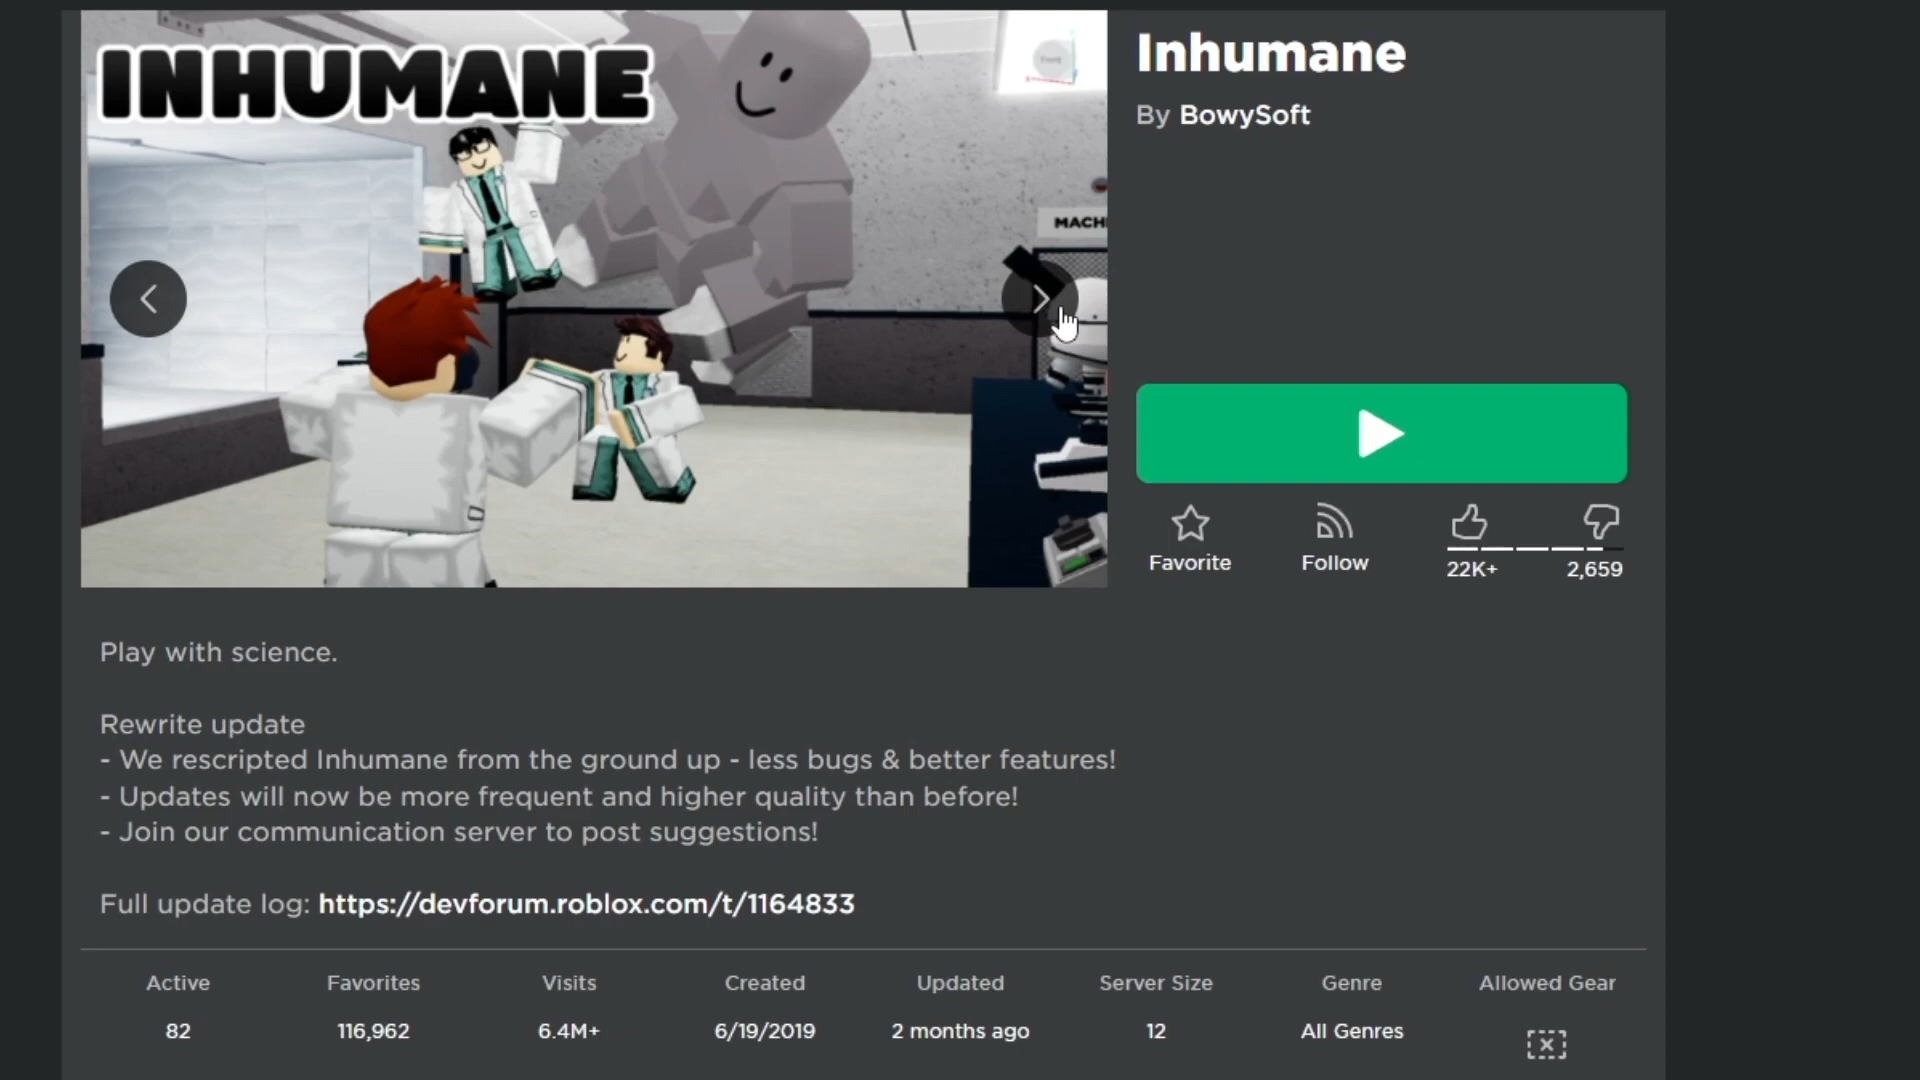 INHUMANE
Front
MACHI
Inhumane
By BowySoft
Favorite
Follow
22K+
2,659
Play with science.
Rewrite update
- We rescripted Inhumane from the ground up - less bugs & better features!
- Updates will now be more frequent and higher quality than before!
- Join our communication server to post suggestions!
Full update log: https://devforum.roblox.com/t/1164833
Active Favorites Visits Created Updated Server Size Genre Allowed Gear
82 116,962 6.4M+ 6/19/2019 2 months ago 12 All Genres